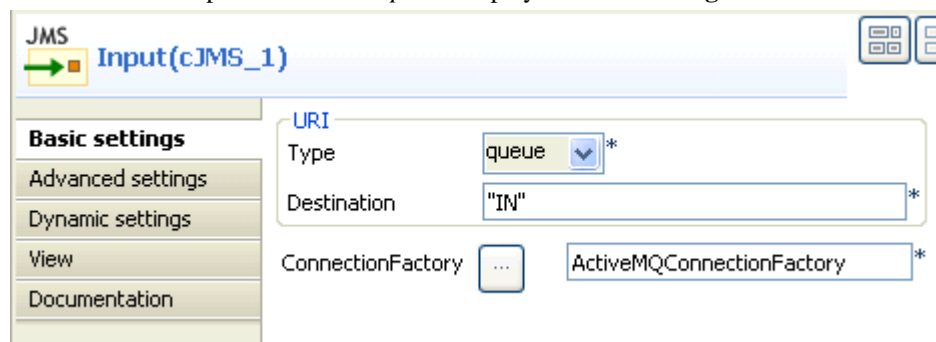 JMS
Input(cJMS_1)
Basic settings
Advanced settings
Dynamic settings
View
Documentation
URI
Type queue *
Destination "IN" *
ConnectionFactory ... ActiveMQConnectionFactory *